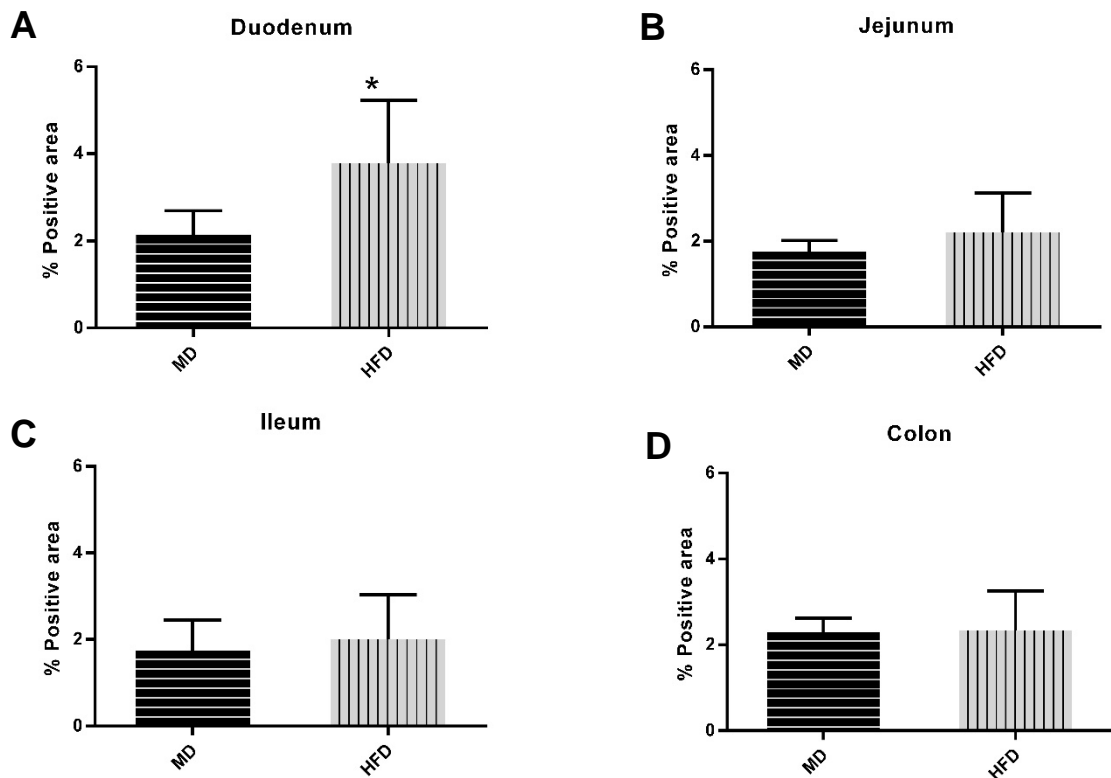 A
Duodenum
6
4
2
0
% Positive area
*
MD
HFD
B
Jejunum
6
4
2
0
% Positive area
MD
HFD
C
Ileum
6
4
2
0
% Positive area
MD
HFD
D
Colon
6
4
2
0
% Positive area
MD
HFD